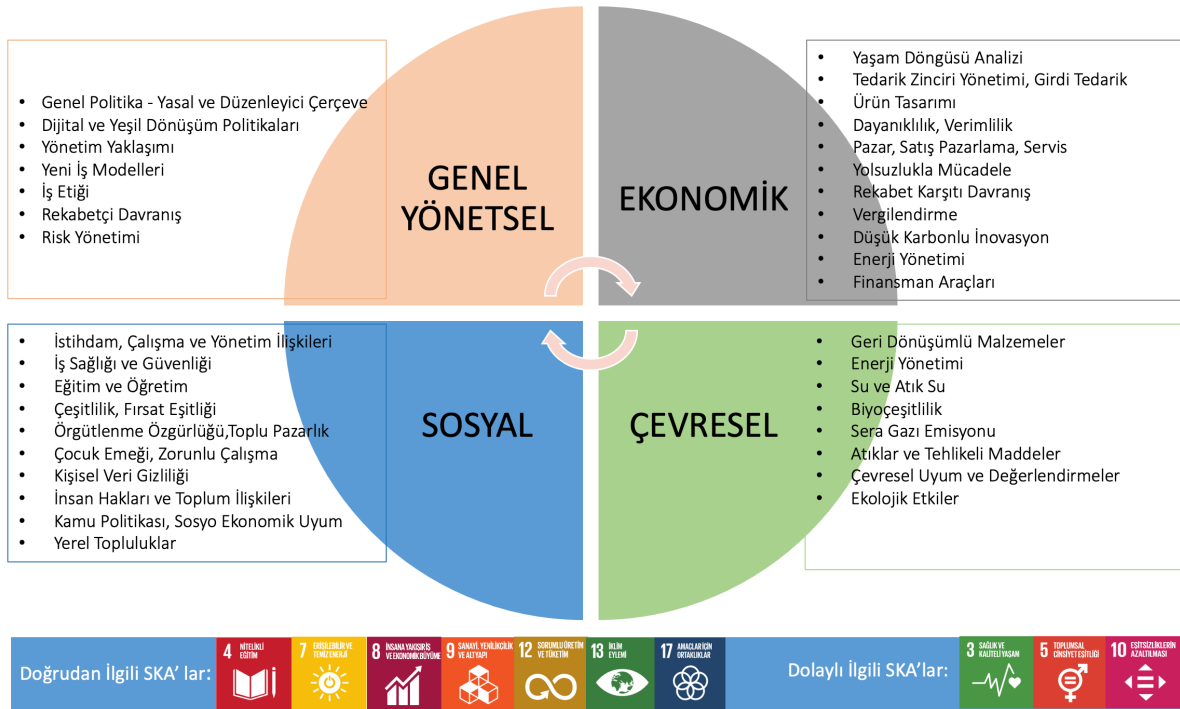 • Genel Politika - Yasal ve Düzenleyici Çerçeve
• Dijital ve Yeşil Dönüşüm Politikaları
• Yönetim Yaklaşımı
• Yeni İş Modelleri
• İş Etiği
• Rekabetçi Davranış
• Risk Yönetimi
GENEL
YÖNETSEL
EKONOMİK
• Yaşam Döngüsü Analizi
• Tedarik Zinciri Yönetimi, Girdi Tedarik
• Ürün Tasarımı
• Dayanıklılık, Verimlilik
• Pazar, Satış Pazarlama, Servis
• Yolsuzlukla Mücadele
• Rekabet Karşıtı Davranış
• Vergilendirme
• Düşük Karbonlu İnovasyon
• Enerji Yönetimi
• Finansman Araçları
• İstihdam, Çalışma ve Yönetim İlişkileri
• İş Sağlığı ve Güvenliği
• Eğitim ve Öğretim
• Çeşitlilik, Fırsat Eşitliği
• Örgütlenme Özgürlüğü,Toplu Pazarlık
• Çocuk Emeği, Zorunlu Çalışma
• Kişisel Veri Gizliliği
• İnsan Hakları ve Toplum İlişkileri
• Kamu Politikası, Sosyo Ekonomik Uyum
• Yerel Topluluklar
SOSYAL
ÇEVRESEL
• Geri Dönüşümlü Malzemeler
• Enerji Yönetimi
• Su ve Atık Su
• Biyoçeşitlilik
• Sera Gazı Emisyonu
• Atıklar ve Tehlikeli Maddeler
• Çevresel Uyum ve Değerlendirmeler
• Ekolojik Etkiler
Doğrudan İlgili SKA' lar:
4 NİTELİKLİ
EĞİTİM
7 ERİŞİLEBİLİR VE
TEMİZ ENERJİ
8 İNSANA YAKIŞIR İŞ
VE EKONOMİK BÜYÜME
9 SANAYİ, YENİLİKÇİLİK
VE ALTYAPI
12 SORUMLU ÜRETİM
VE TÜKETİM
13 İKLİM
EYLEMİ
17 AMAÇLAR İÇİN
ORTAKLIKLAR
Dolaylı İlgili SKA'lar:
3 SAĞLIK VE
KALİTELİ YAŞAM
5 TOPLUMSAL
CİNSİYET EŞİTLİĞİ
10 EŞİTSİZLİKLERİN
AZALTILMASI